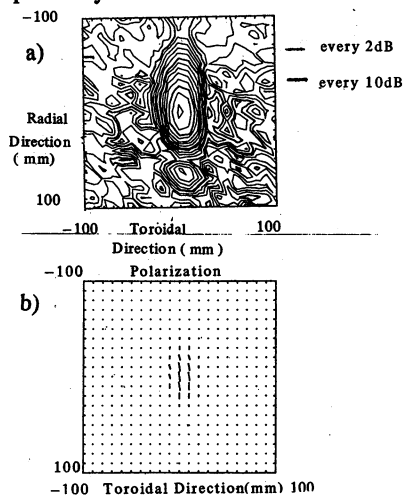 -100
a)
every 2dB
every 10dB
Radial
Direction
( mm )
100
-100 Toroidal 100
Direction ( mm )
-100 Polarization
b)
100
-100 Toroidal Direction(mm) 100